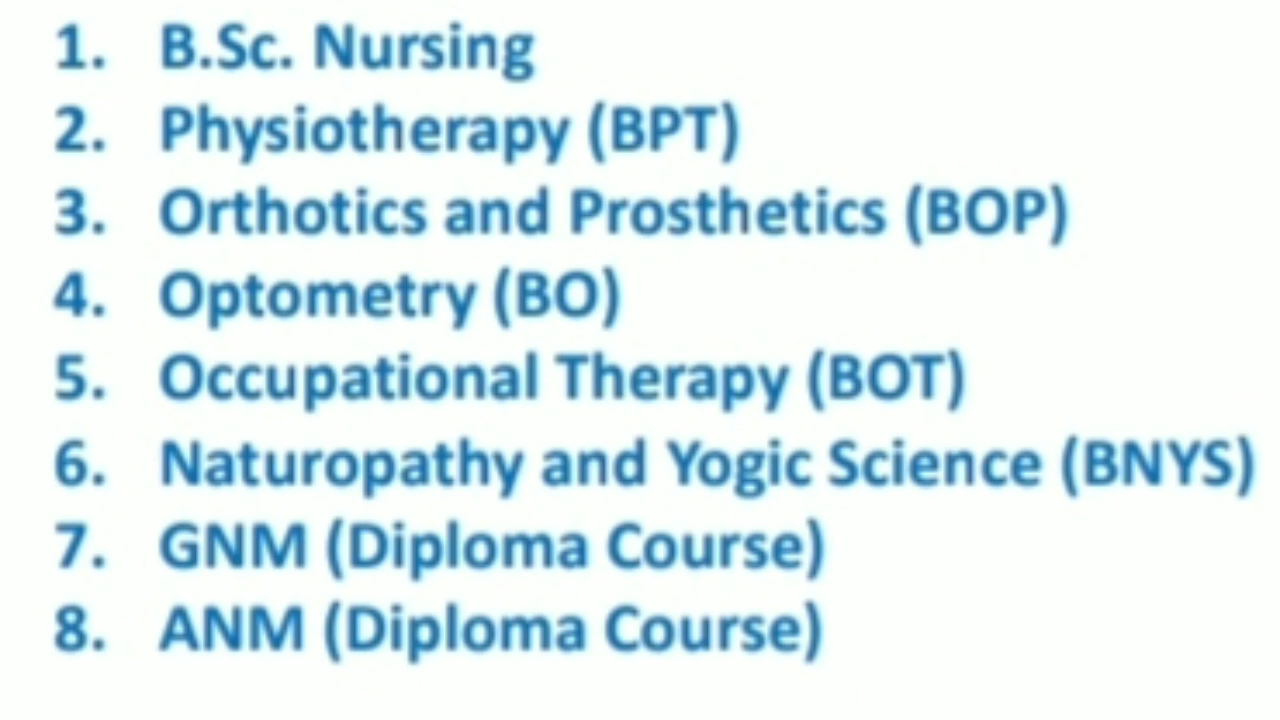 1. B.Sc. Nursing
2. Physiotherapy (BPT)
3. Orthotics and Prosthetics (BOP)
4. Optometry (BO)
5. Occupational Therapy (BOT)
6. Naturopathy and Yogic Science (BNYS)
7. GNM (Diploma Course)
8. ANM (Diploma Course)